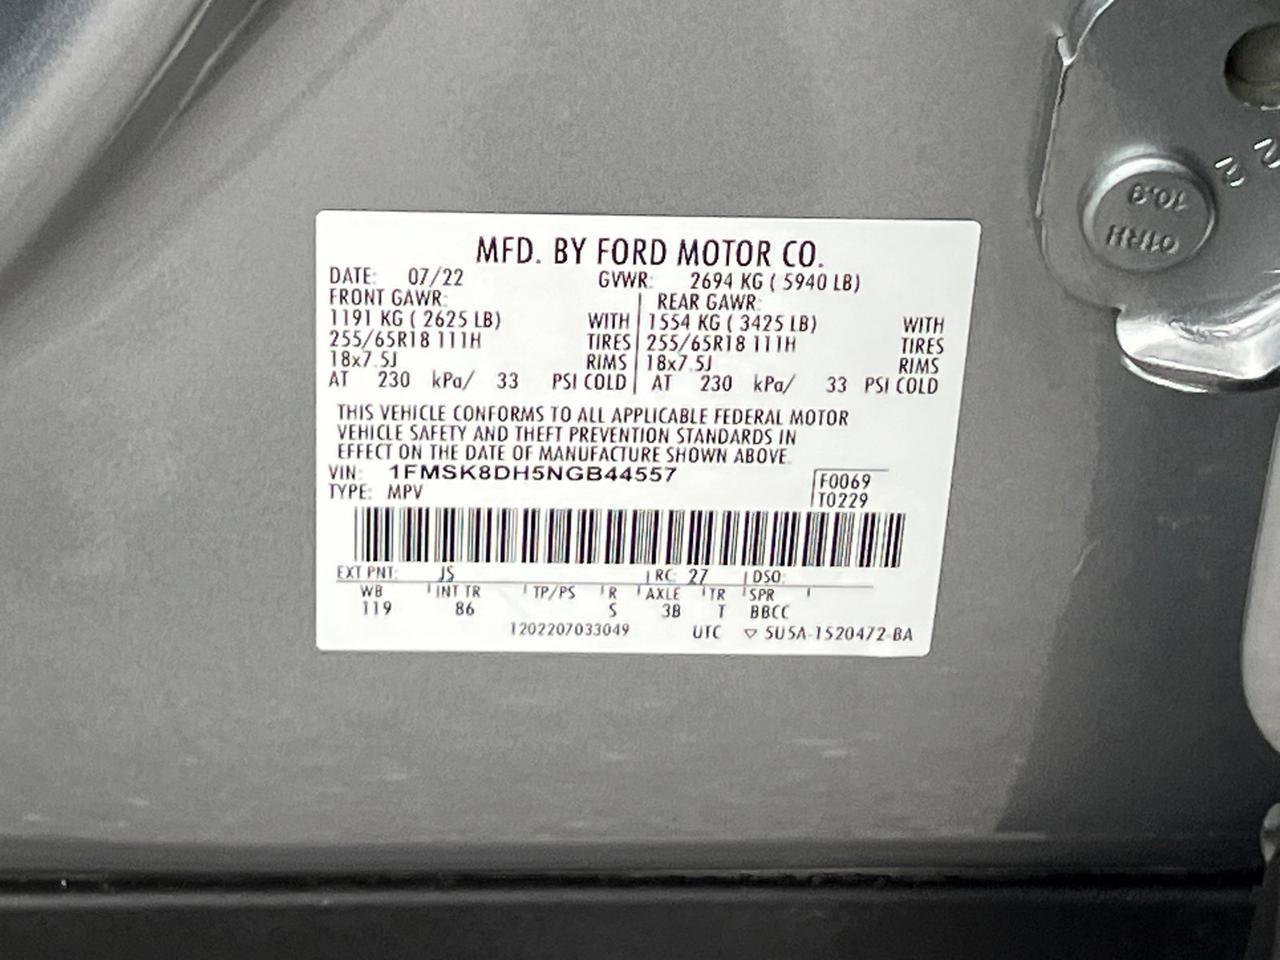 MFD. BY FORD MOTOR CO.
DATE: 07/22 GVWR: 2694 KG ( 5940 LB)
FRONT GAWR: REAR GAWR:
1191 KG ( 2625 LB) WITH 1554 KG ( 3425 LB) WITH
255/65R18 111H TIRES 255/65R18 111H TIRES
18x7.5J RIMS 18x7.5J RIMS
AT 230 kPa/ 33 PSI COLD AT 230 kPa/ 33 PSI COLD
THIS VEHICLE CONFORMS TO ALL APPLICABLE FEDERAL MOTOR
VEHICLE SAFETY AND THEFT PREVENTION STANDARDS IN
EFFECT ON THE DATE OF MANUFACTURE SHOWN ABOVE.
VIN: 1FMSK8DH5NGB44557 F0069
TYPE: MPV T0229
EXT PNT: JS RC: 27 DSO:
WB INT TR TP/PS R AXLE TR SPR
119 86 S 3B T BBCC
1202207033049 UTC ▽ 5U5A-1520472-BA
10.9